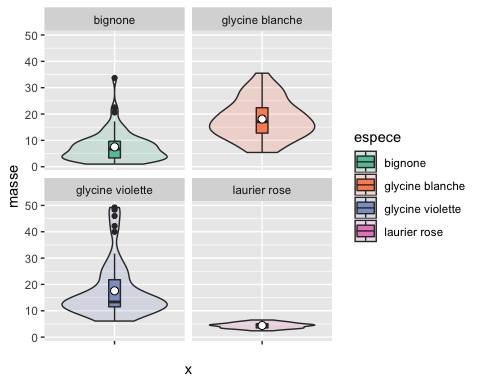 bignone
glycine blanche
50
40
30
20
10
0
masse
glycine violette
laurier rose
50
40
30
20
10
0
x
espece
bignone
glycine blanche
glycine violette
laurier rose